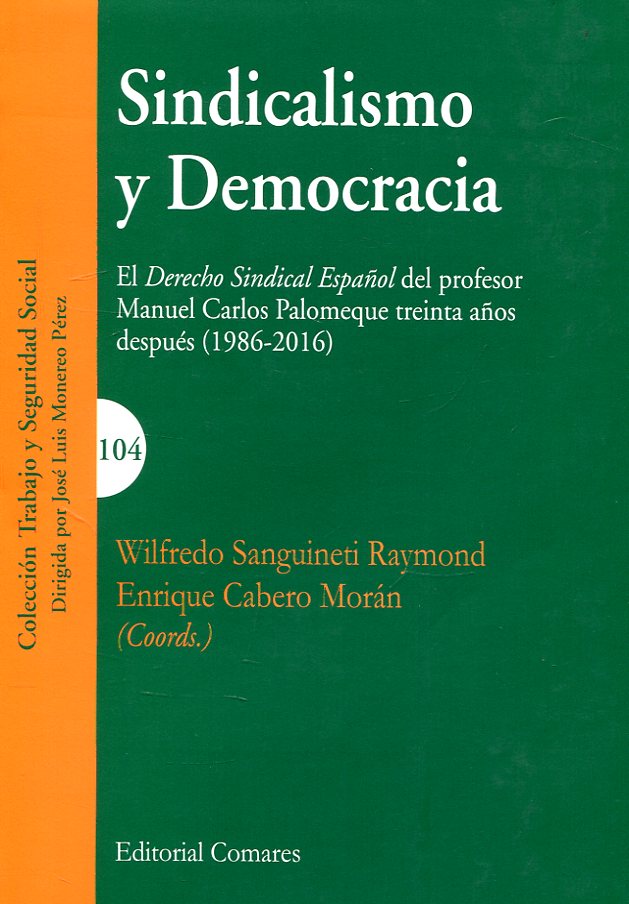 Sindicalismo
y Democracia
El Derecho Sindical Español del profesor
Manuel Carlos Palomeque treinta años
después (1986-2016)
Colección Trabajo y Seguridad Social
Dirigida por José Luis Monereo Pérez
104
Wilfredo Sanguineti Raymond
Enrique Cabero Morán
(Coords.)
Editorial Comares